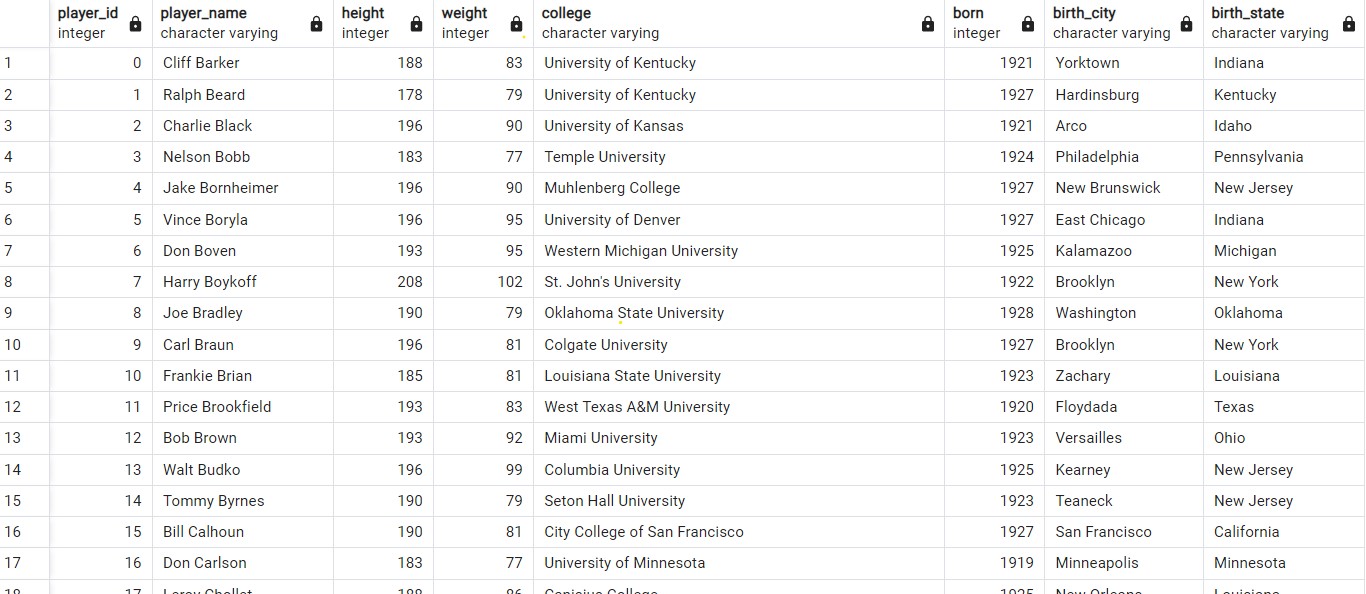 player_id player_name height weight college born birth_city birth_state
integer character varying integer integer character varying integer character varying character varying
1 0 Cliff Barker 188 83 University of Kentucky 1921 Yorktown Indiana
2 1 Ralph Beard 178 79 University of Kentucky 1927 Hardinsburg Kentucky
3 2 Charlie Black 196 90 University of Kansas 1921 Arco Idaho
4 3 Nelson Bobb 183 77 Temple University 1924 Philadelphia Pennsylvania
5 4 Jake Bornheimer 196 90 Muhlenberg College 1927 New Brunswick New Jersey
6 5 Vince Boryla 196 95 University of Denver 1927 East Chicago Indiana
7 6 Don Boven 193 95 Western Michigan University 1925 Kalamazoo Michigan
8 7 Harry Boykoff 208 102 St. John's University 1922 Brooklyn New York
9 8 Joe Bradley 190 79 Oklahoma State University 1928 Washington Oklahoma
10 9 Carl Braun 196 81 Colgate University 1927 Brooklyn New York
11 10 Frankie Brian 185 81 Louisiana State University 1923 Zachary Louisiana
12 11 Price Brookfield 193 83 West Texas A&M University 1920 Floydada Texas
13 12 Bob Brown 193 92 Miami University 1923 Versailles Ohio
14 13 Walt Budko 196 99 Columbia University 1925 Kearney New Jersey
15 14 Tommy Byrnes 190 79 Seton Hall University 1923 Teaneck New Jersey
16 15 Bill Calhoun 190 81 City College of San Francisco 1927 San Francisco California
17 16 Don Carlson 183 77 University of Minnesota 1919 Minneapolis Minnesota